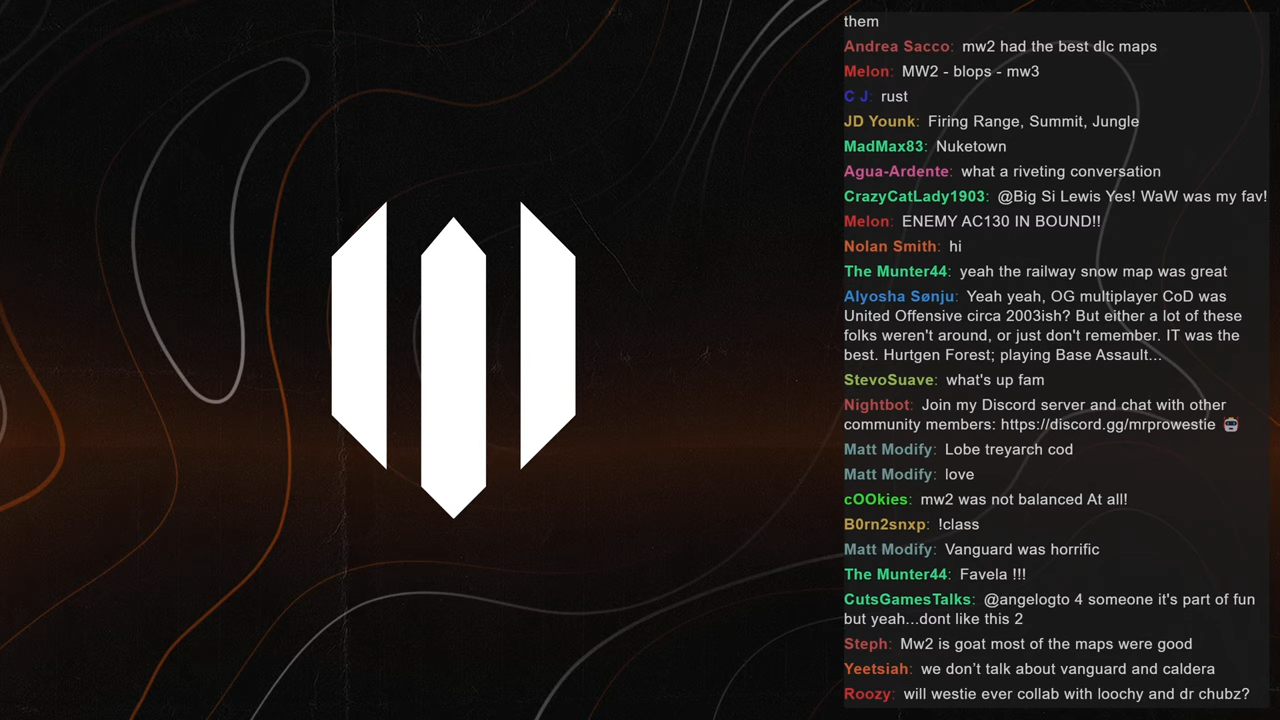 them
Andrea Sacco: mw2 had the best dlc maps
Melon: MW2 - blops - mw3
C J: rust
JD Younk: Firing Range, Summit, Jungle
MadMax83: Nuketown
Agua-Ardente: what a riveting conversation
CrazyCatLady1903: @Big Si Lewis Yes! WaW was my fav!
Melon: ENEMY AC130 IN BOUND!!
Nolan Smith: hi
The Munter44: yeah the railway snow map was great
Alyosha Sønju: Yeah yeah, OG multiplayer CoD was
United Offensive circa 2003ish? But either a lot of these
folks weren't around, or just don't remember. IT was the
best. Hurtgen Forest; playing Base Assault...
StevoSuave: what's up fam
Nightbot: Join my Discord server and chat with other
community members: https://discord.gg/mrprowestie
Matt Modify: Lobe treyarch cod
Matt Modify: love
cOOkies: mw2 was not balanced At all!
B0rn2snxp: !class
Matt Modify: Vanguard was horrific
The Munter44: Favela !!!
CutsGamesTalks: @angelogto 4 someone it's part of fun
but yeah...dont like this 2
Steph: Mw2 is goat most of the maps were good
Yeetsiah: we don’t talk about vanguard and caldera
Roozy: will westie ever collab with loochy and dr chubz?